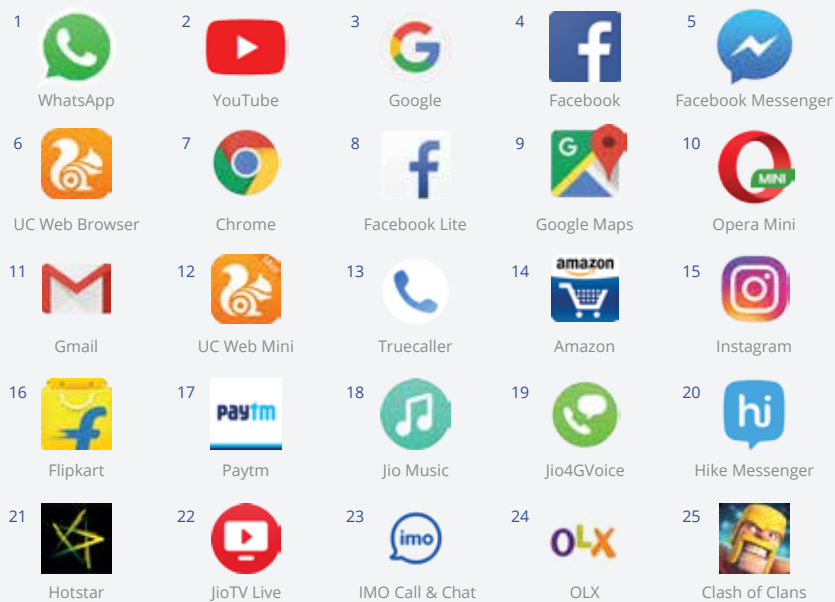 1 2 3 4 5
WhatsApp YouTube Google Facebook Facebook Messenger
6 7 8 9 G 10 MINI
UC Web Browser Chrome Facebook Lite Google Maps Opera Mini
11 12 13 14 amazon 15
Gmail UC Web Mini Truecaller Amazon Instagram
16 17 paytm 18 19 20 hi
Flipkart Paytm Jio Music Jio4GVoice Hike Messenger
21 22 23 imo 24 OLX 25
Hotstar JioTV Live IMO Call & Chat OLX Clash of Clans